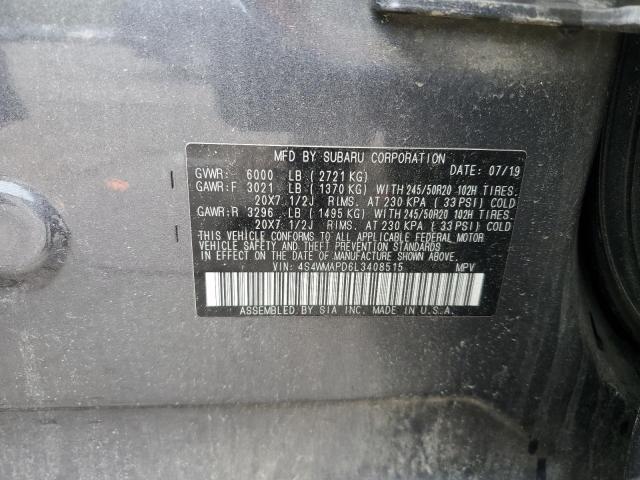 MFD BY SUBARU CORPORATION
GVWR: 6000 LB ( 2721 KG) DATE: 07/19
GAWR:F 3021 LB ( 1370 KG) WITH 245/50R20 102H TIRES.
20X7.1/2J RIMS. AT 230 KPA ( 33 PSI) COLD
GAWR:R 3296 LB ( 1495 KG) WITH 245/50R20 102H TIRES.
20X7.1/2J RIMS. AT 230 KPA ( 33 PSI) COLD
THIS VEHICLE CONFORMS TO ALL APPLICABLE FEDERAL MOTOR
VEHICLE SAFETY AND THEFT PREVENTION STANDARDS
IN EFFECT ON THE DATE OF MANUFACTURE SHOWN ABOVE.
VIN: 4S4WMAPD6L3408515 MPV
ASSEMBLED BY SIA INC. MADE IN U.S.A.